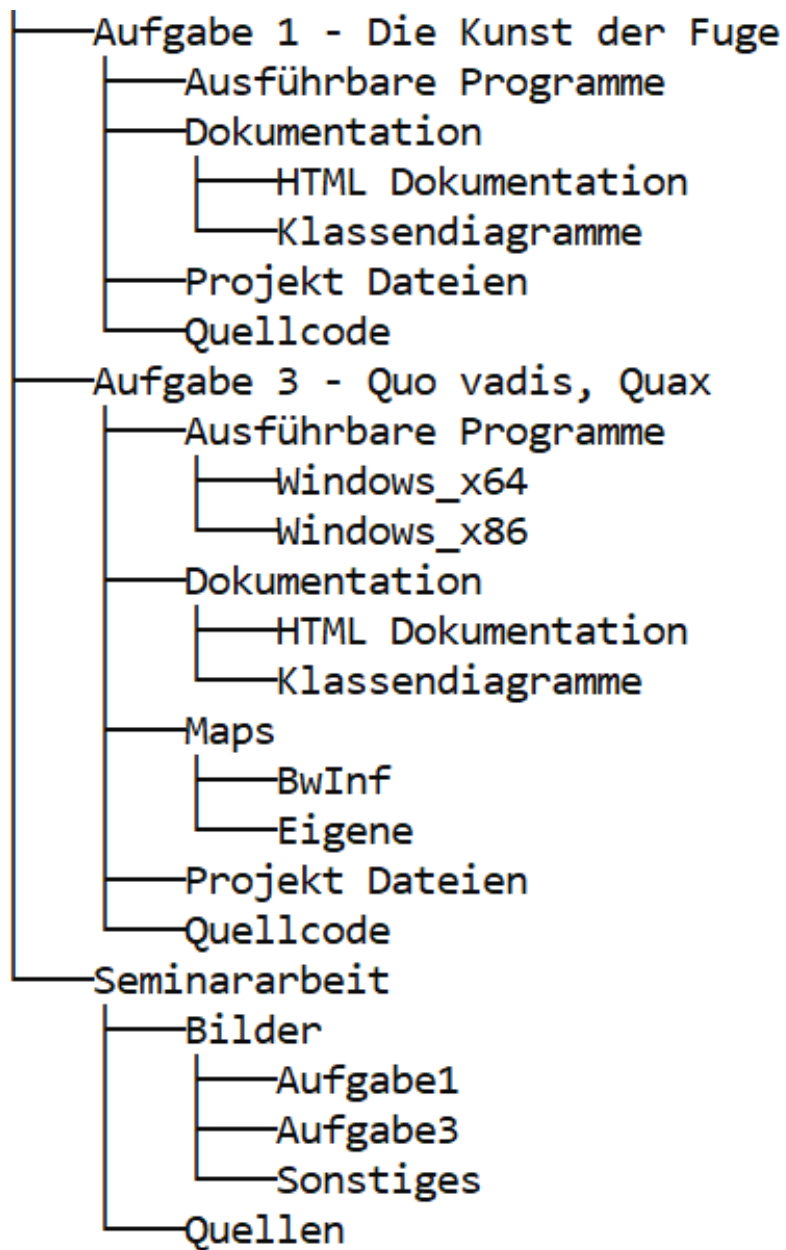 Aufgabe 1 - Die Kunst der Fuge
Ausführbare Programme
Dokumentation
HTML Dokumentation
Klassendiagramme
Projekt Dateien
Quellcode
Aufgabe 3 - Quo vadis, Quax
Ausführbare Programme
Windows_x64
Windows_x86
Dokumentation
HTML Dokumentation
Klassendiagramme
Maps
BwInf
Eigene
Projekt Dateien
Quellcode
Seminararbeit
Bilder
Aufgabe1
Aufgabe3
Sonstiges
Quellen